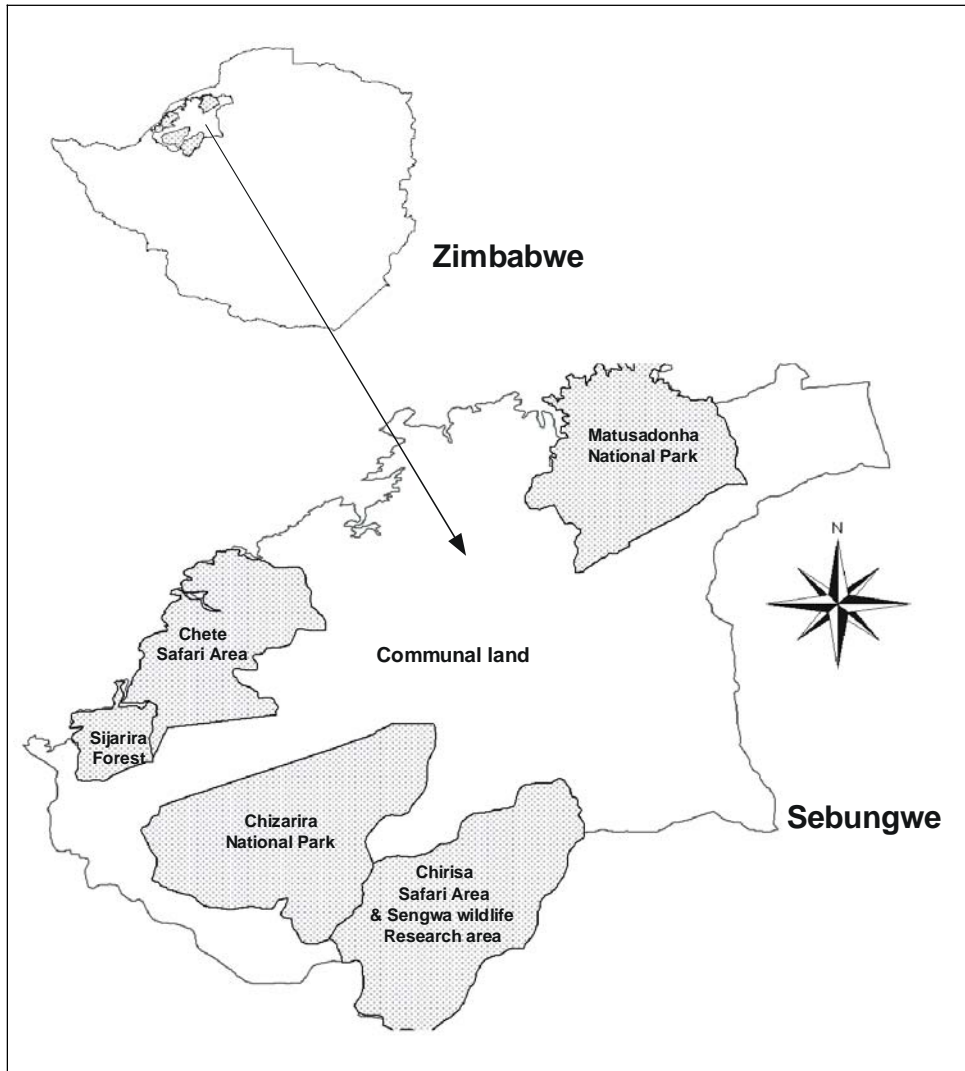 Zimbabwe
Matusadonha
National Park
N
Chete
Safari Area
Communal land
Sijarira
Forest
Chizarira
National Park
Sebungwe
Chirisa
Safari Area
& Sengwa wildlife
Research area